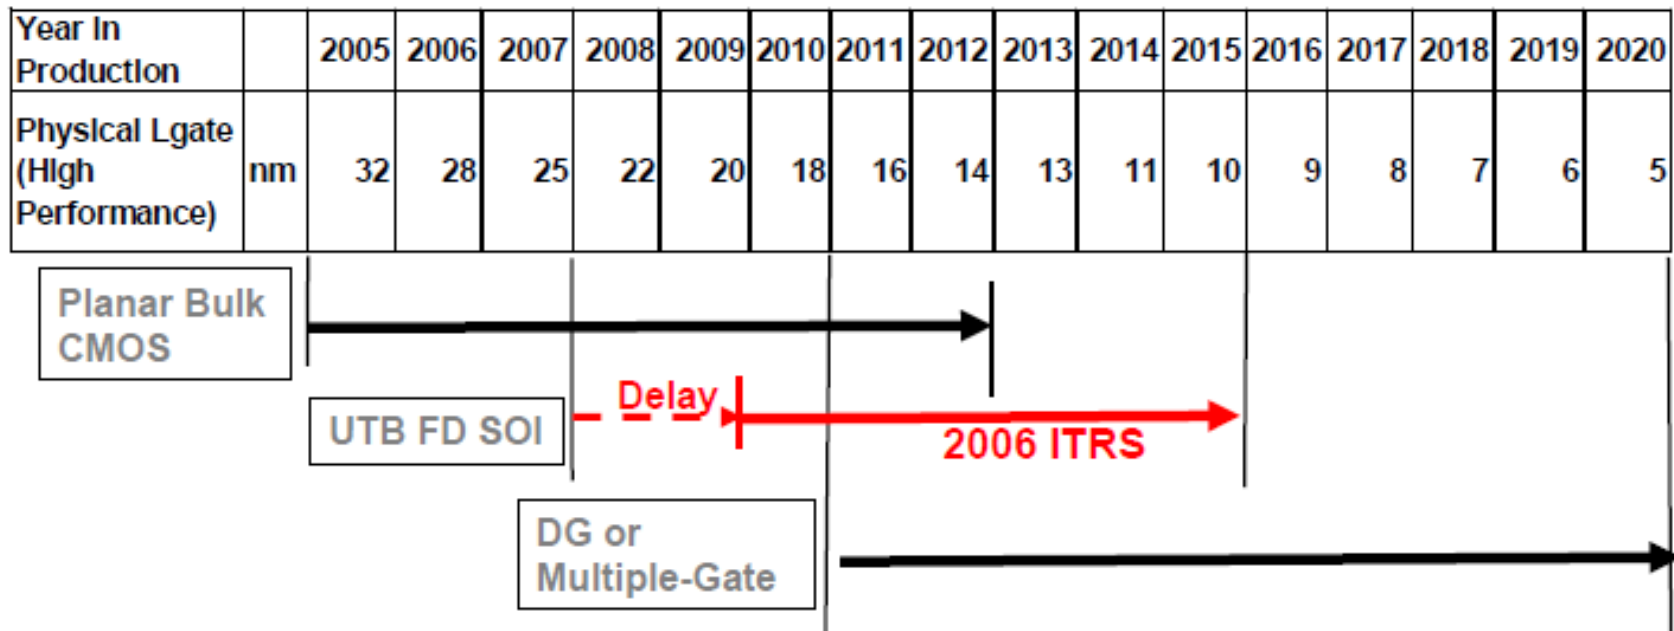 Year In
Production
2005 2006 2007 2008 2009 2010 2011 2012 2013 2014 2015 2016 2017 2018 2019 2020
Physical Lgate
(High
Performance)
nm 32 28 25 22 20 18 16 14 13 11 10 9 8 7 6 5
Planar Bulk
CMOS
Delay
UTB FD SOI
2006 ITRS
DG or
Multiple-Gate